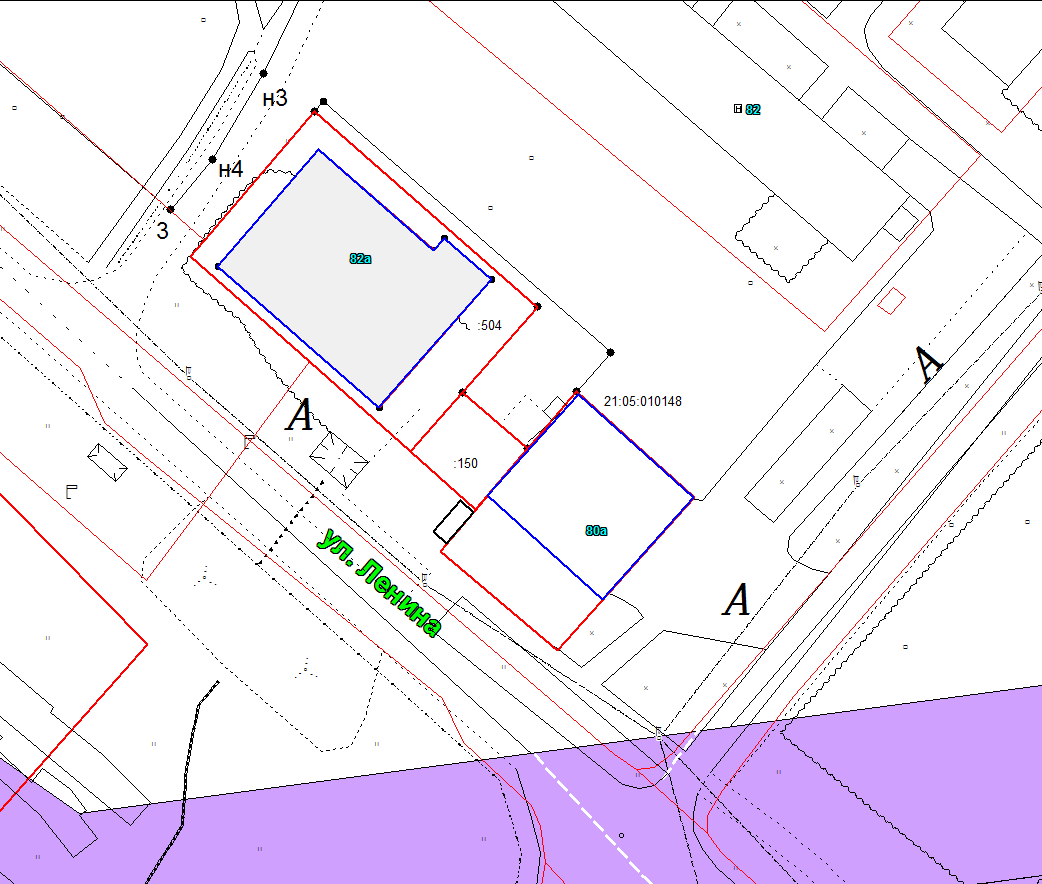 н3
82
н4
3
82а
:504
А
21:05:010148
А
:150
80а
ул. Ленина
А